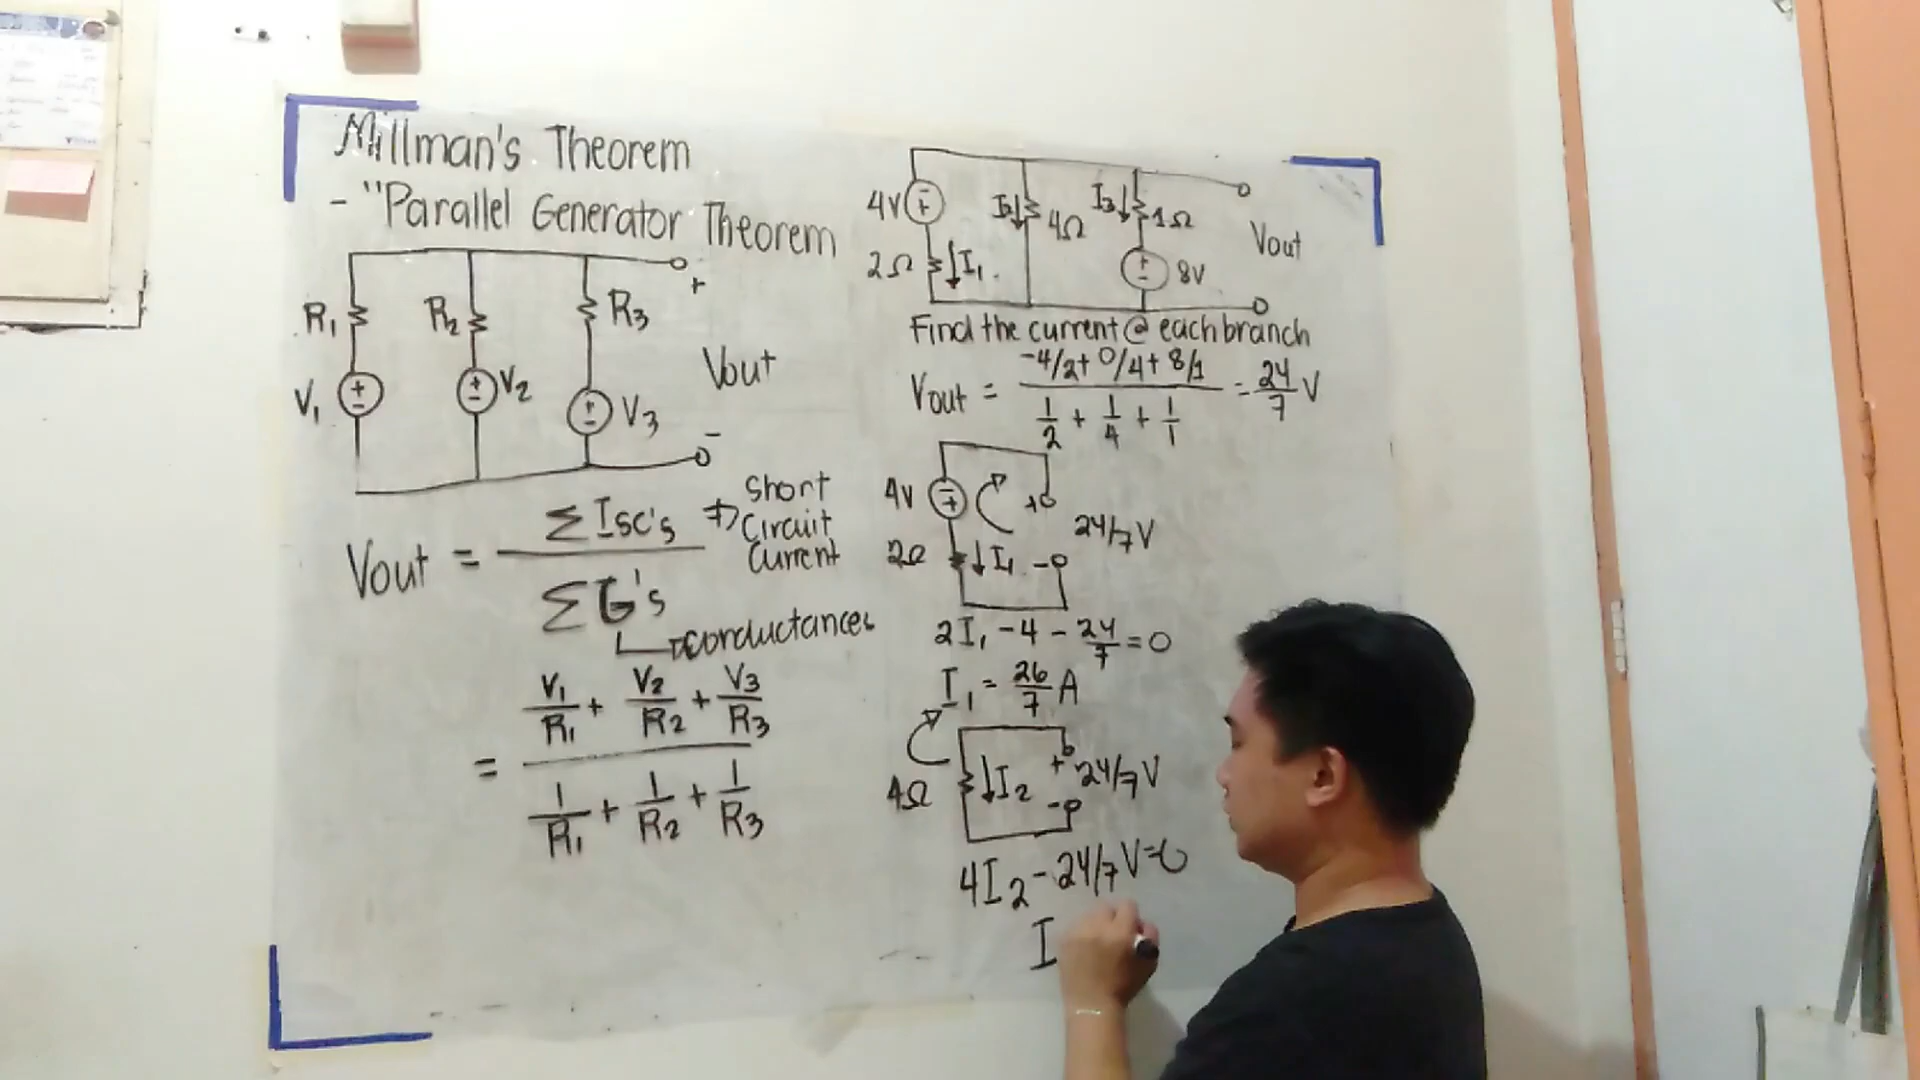 Millman's Theorem
- "Parallel Generator Theorem
R1
R2
R3
+
V1
+
-
+
-
V2
+
-
V3
Vout
-
Vout = ΣIsc's / ΣG's
Short
Circuit
Current
conductances
= (V1/R1 + V2/R2 + V3/R3) / (1/R1 + 1/R2 + 1/R3)
4V
-
+
2Ω
I1
I2
4Ω
I3
1Ω
+
-
8V
Vout
Find the current @ each branch
Vout = (-4/2 + 0/4 + 8/1) / (1/2 + 1/4 + 1/1) = 24/7 V
4V
-
+
2Ω
I1
+
-
24/7V
2I1 - 4 - 24/7 = 0
I1 = 26/7 A
4Ω
I2
+
-
24/7V
4I2 - 24/7V = 0
I